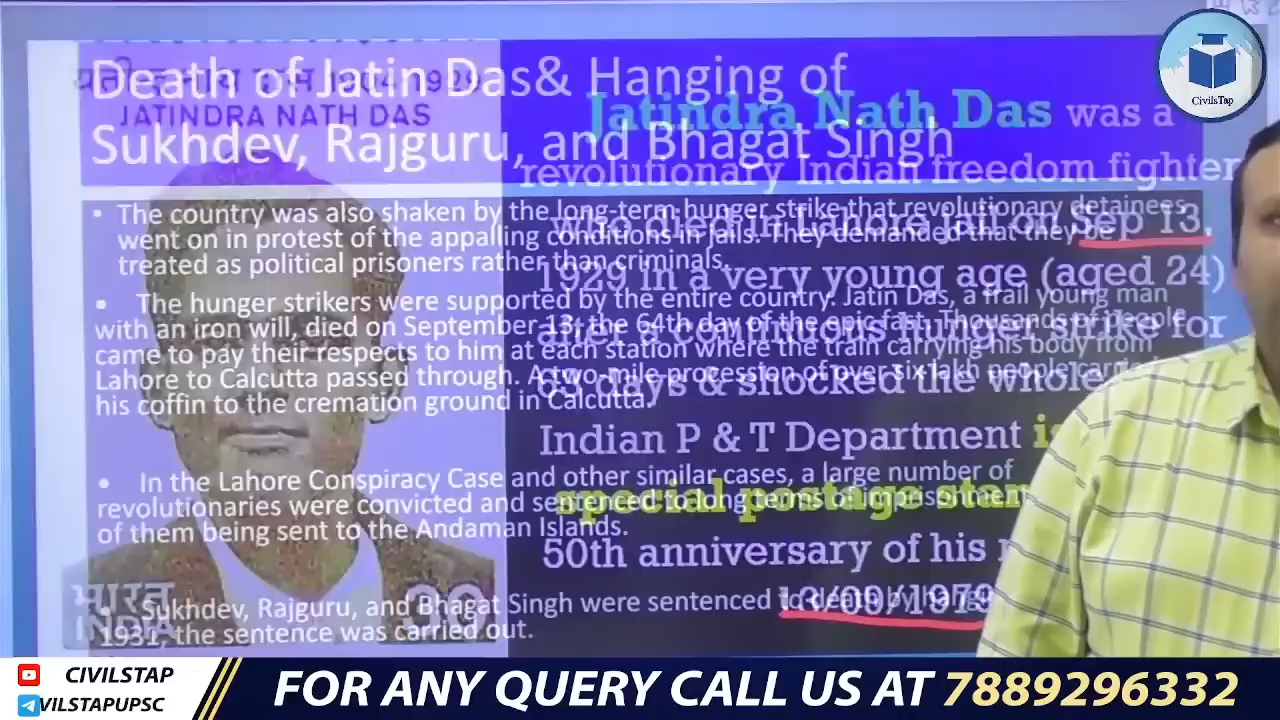 Death of Jatin Das& Hanging of
Sukhdev, Rajguru, and Bhagat Singh
• The country was also shaken by the long-term hunger strike that revolutionary detainees
went on in protest of the appalling conditions in jails. They demanded that they be
treated as political prisoners rather than criminals.
• The hunger strikers were supported by the entire country. Jatin Das, a frail young man
with an iron will, died on September 13, the 64th day of the epic fast. Thousands of people
came to pay their respects to him at each station where the train carrying his body from
Lahore to Calcutta passed through. A two-mile procession of over six lakh people
his coffin to the cremation ground in Calcutta.
• In the Lahore Conspiracy Case and other similar cases, a large number of
revolutionaries were convicted and sentenced to long terms of imprisonment
of them being sent to the Andaman Islands.
Sukhdev, Rajguru, and Bhagat Singh were sentenced to death by
1931, the sentence was carried out.
1904-1929
JATINDRA NATH DAS
भारत
INDIA
Jatindra Nath Das was a
revolutionary Indian freedom fighter
who died in Lahore jail on Sep 13,
1929 in a very young age (aged 24)
after a continuous hunger strike for
63 days & shocked the whole
Indian P & T Department
special postage
50th anniversary of his
13/09/1979
CivilsTap
CIVILSTAP
VILSTAPUPSC
FOR ANY QUERY CALL US AT 7889296332